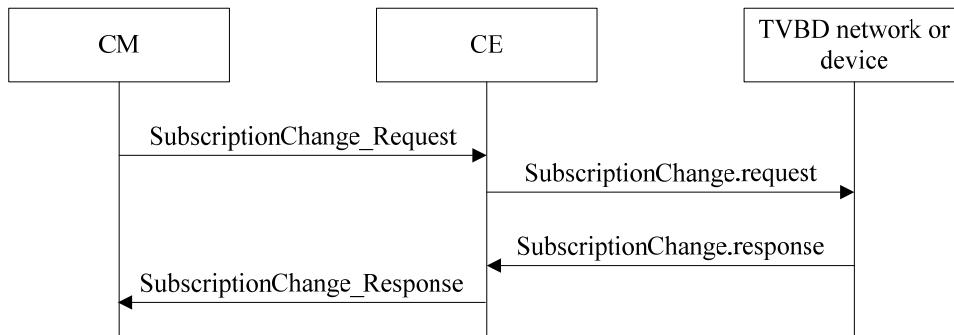 CM
CE
TVBD network or
device
SubscriptionChange_Request
SubscriptionChange.request
SubscriptionChange.response
SubscriptionChange_Response